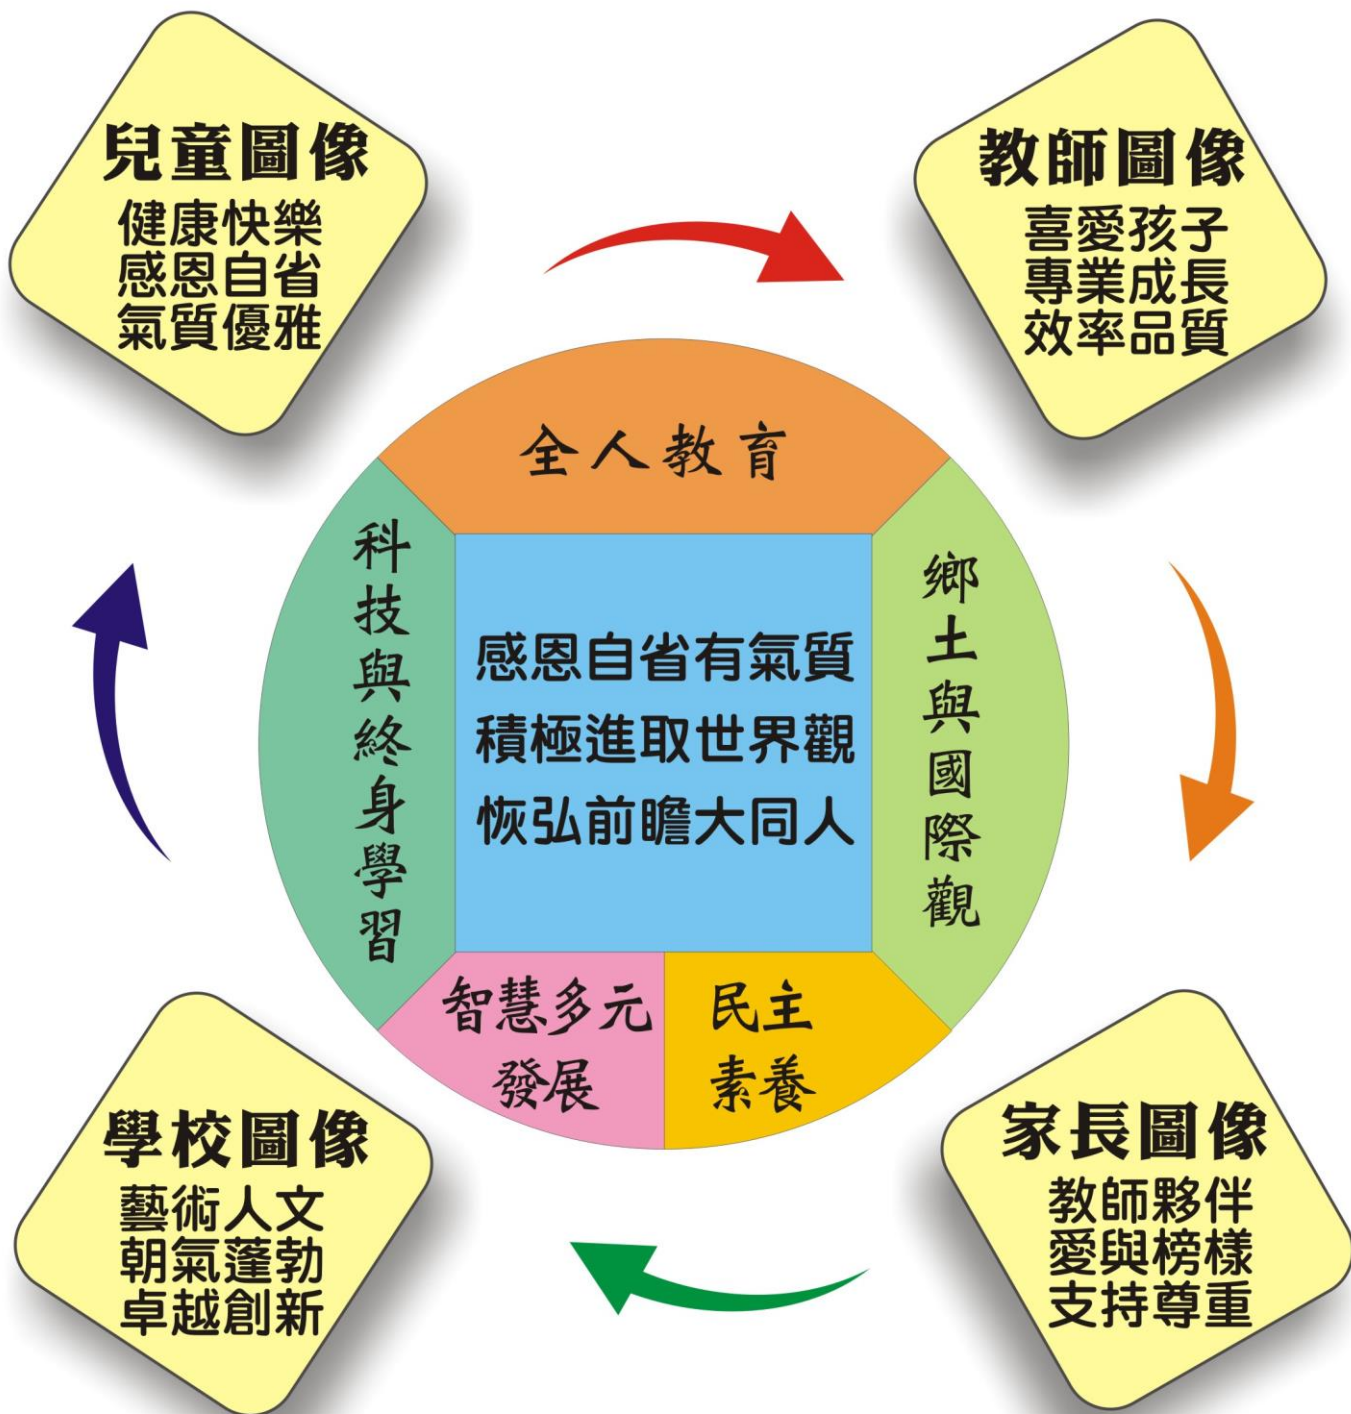 兒童圖像
健康快樂
感恩自省
氣質優雅
教師圖像
喜愛孩子
專業成長
效率品質
全人教育
科技與終身學習
感恩自省有氣質
積極進取世界觀
恢弘前瞻大同人
鄉土與國際觀
智慧多元
發展
民主
素養
學校圖像
藝術人文
朝氣蓬勃
卓越創新
家長圖像
教師夥伴
愛與榜樣
支持尊重